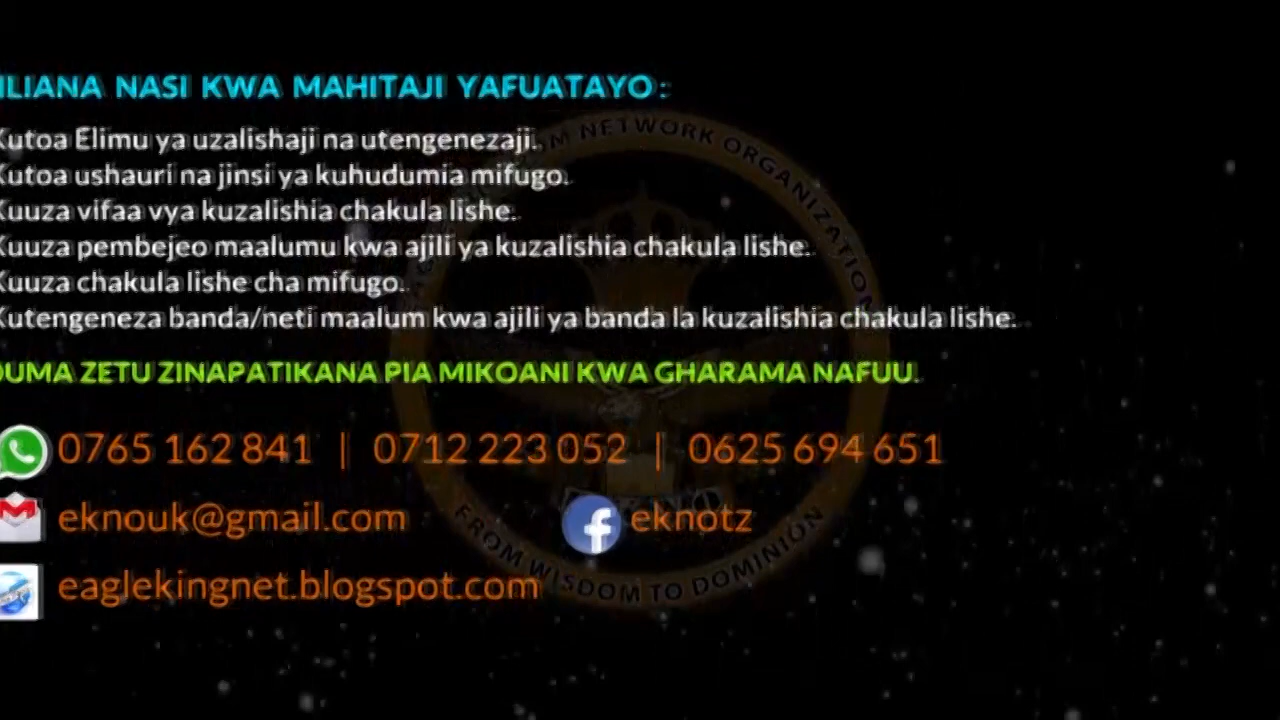 ILIANA NASI KWA MAHITAJI YAFUATAYO :
Kutoa Elimu ya uzalishaji na utengenezaji.
Kutoa ushauri na jinsi ya kuhudumia mifugo.
Kuuza vifaa vya kuzalishia chakula lishe.
Kuuza pembejeo maalumu kwa ajili ya kuzalishia chakula lishe.
Kuuza chakula lishe cha mifugo.
Kutengeneza banda/neti maalum kwa ajili ya banda la kuzalishia chakula lishe.
DUMA ZETU ZINAPATIKANA PIA MIKOANI KWA GHARAMA NAFUU.
0765 162 841 | 0712 223 052 | 0625 694 651
eknouk@gmail.com eknotz
eaglekingnet.blogspot.com
NETWORK ORGANIZATION
FROM WISDOM TO DOMINION